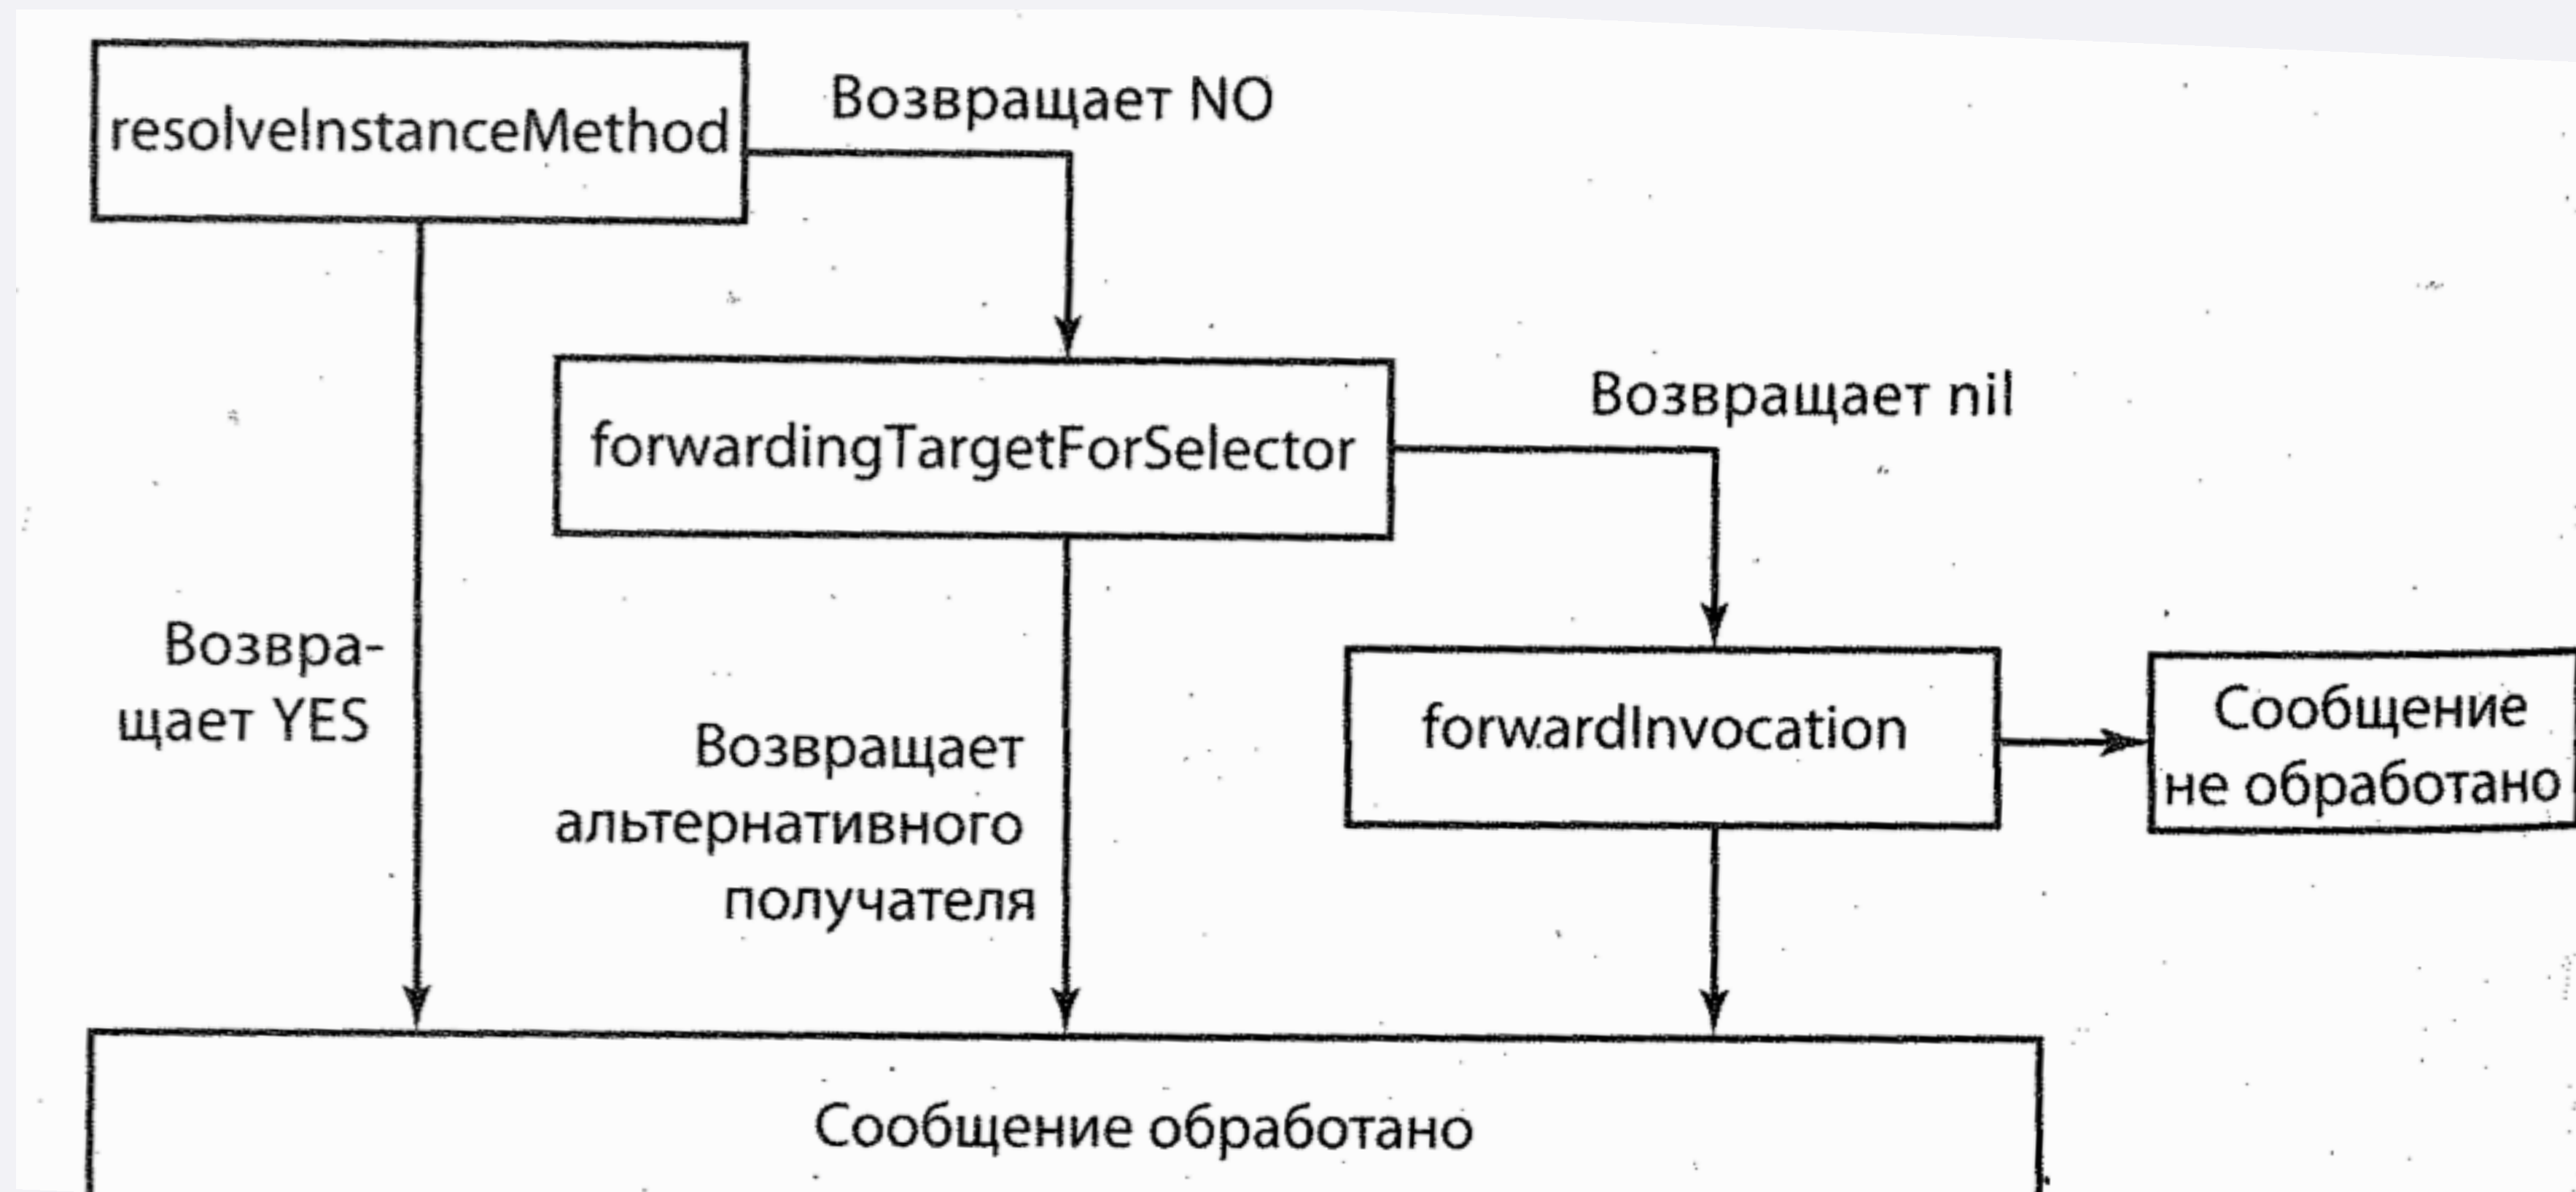 resolveInstanceMethod
Возвращает NO
forwardingTargetForSelector
Возвращает nil
Возвра-
щает YES
Возвращает
альтернативного
получателя
forwardInvocation
Сообщение
не обработано
Сообщение обработано